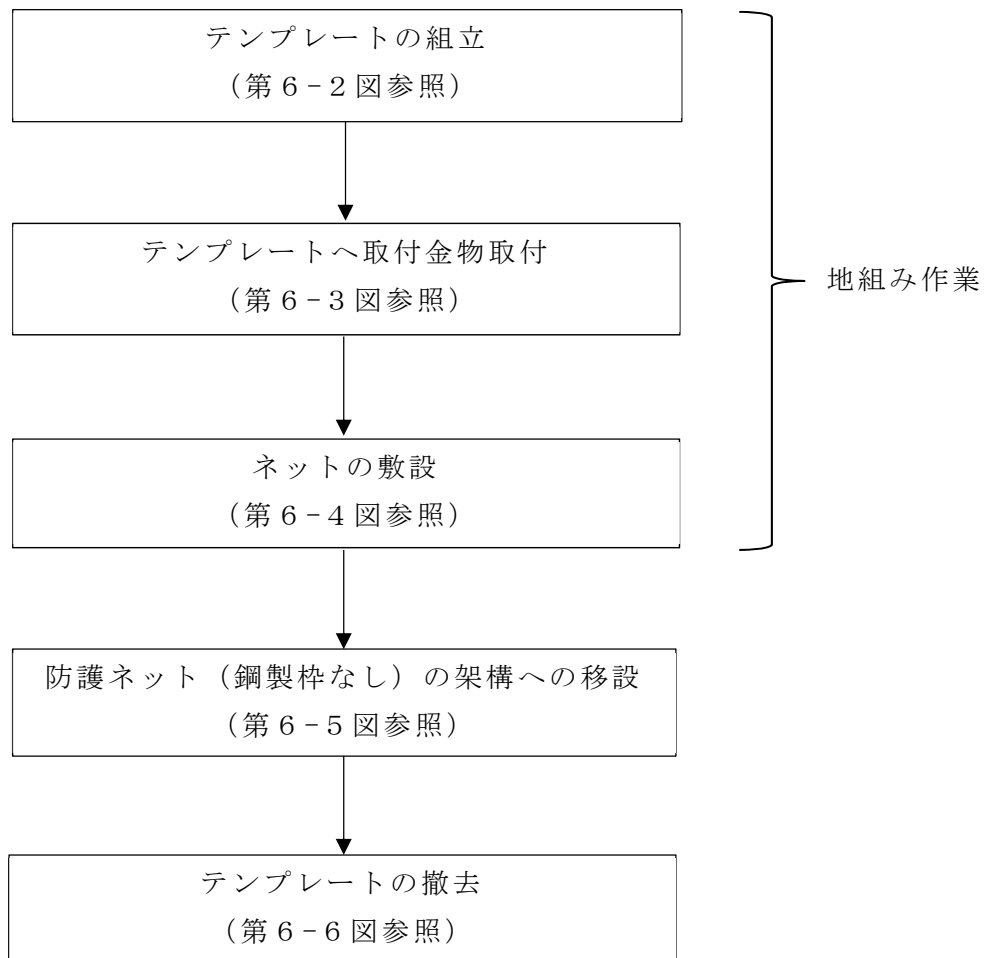 テンプレートの組立
（第６-２図参照）
テンプレートへ取付金物取付
（第６-３図参照）
地組み作業
ネットの敷設
（第６-４図参照）
防護ネット（鋼製枠なし）の架構への移設
（第６-５図参照）
テンプレートの撤去
（第６-６図参照）